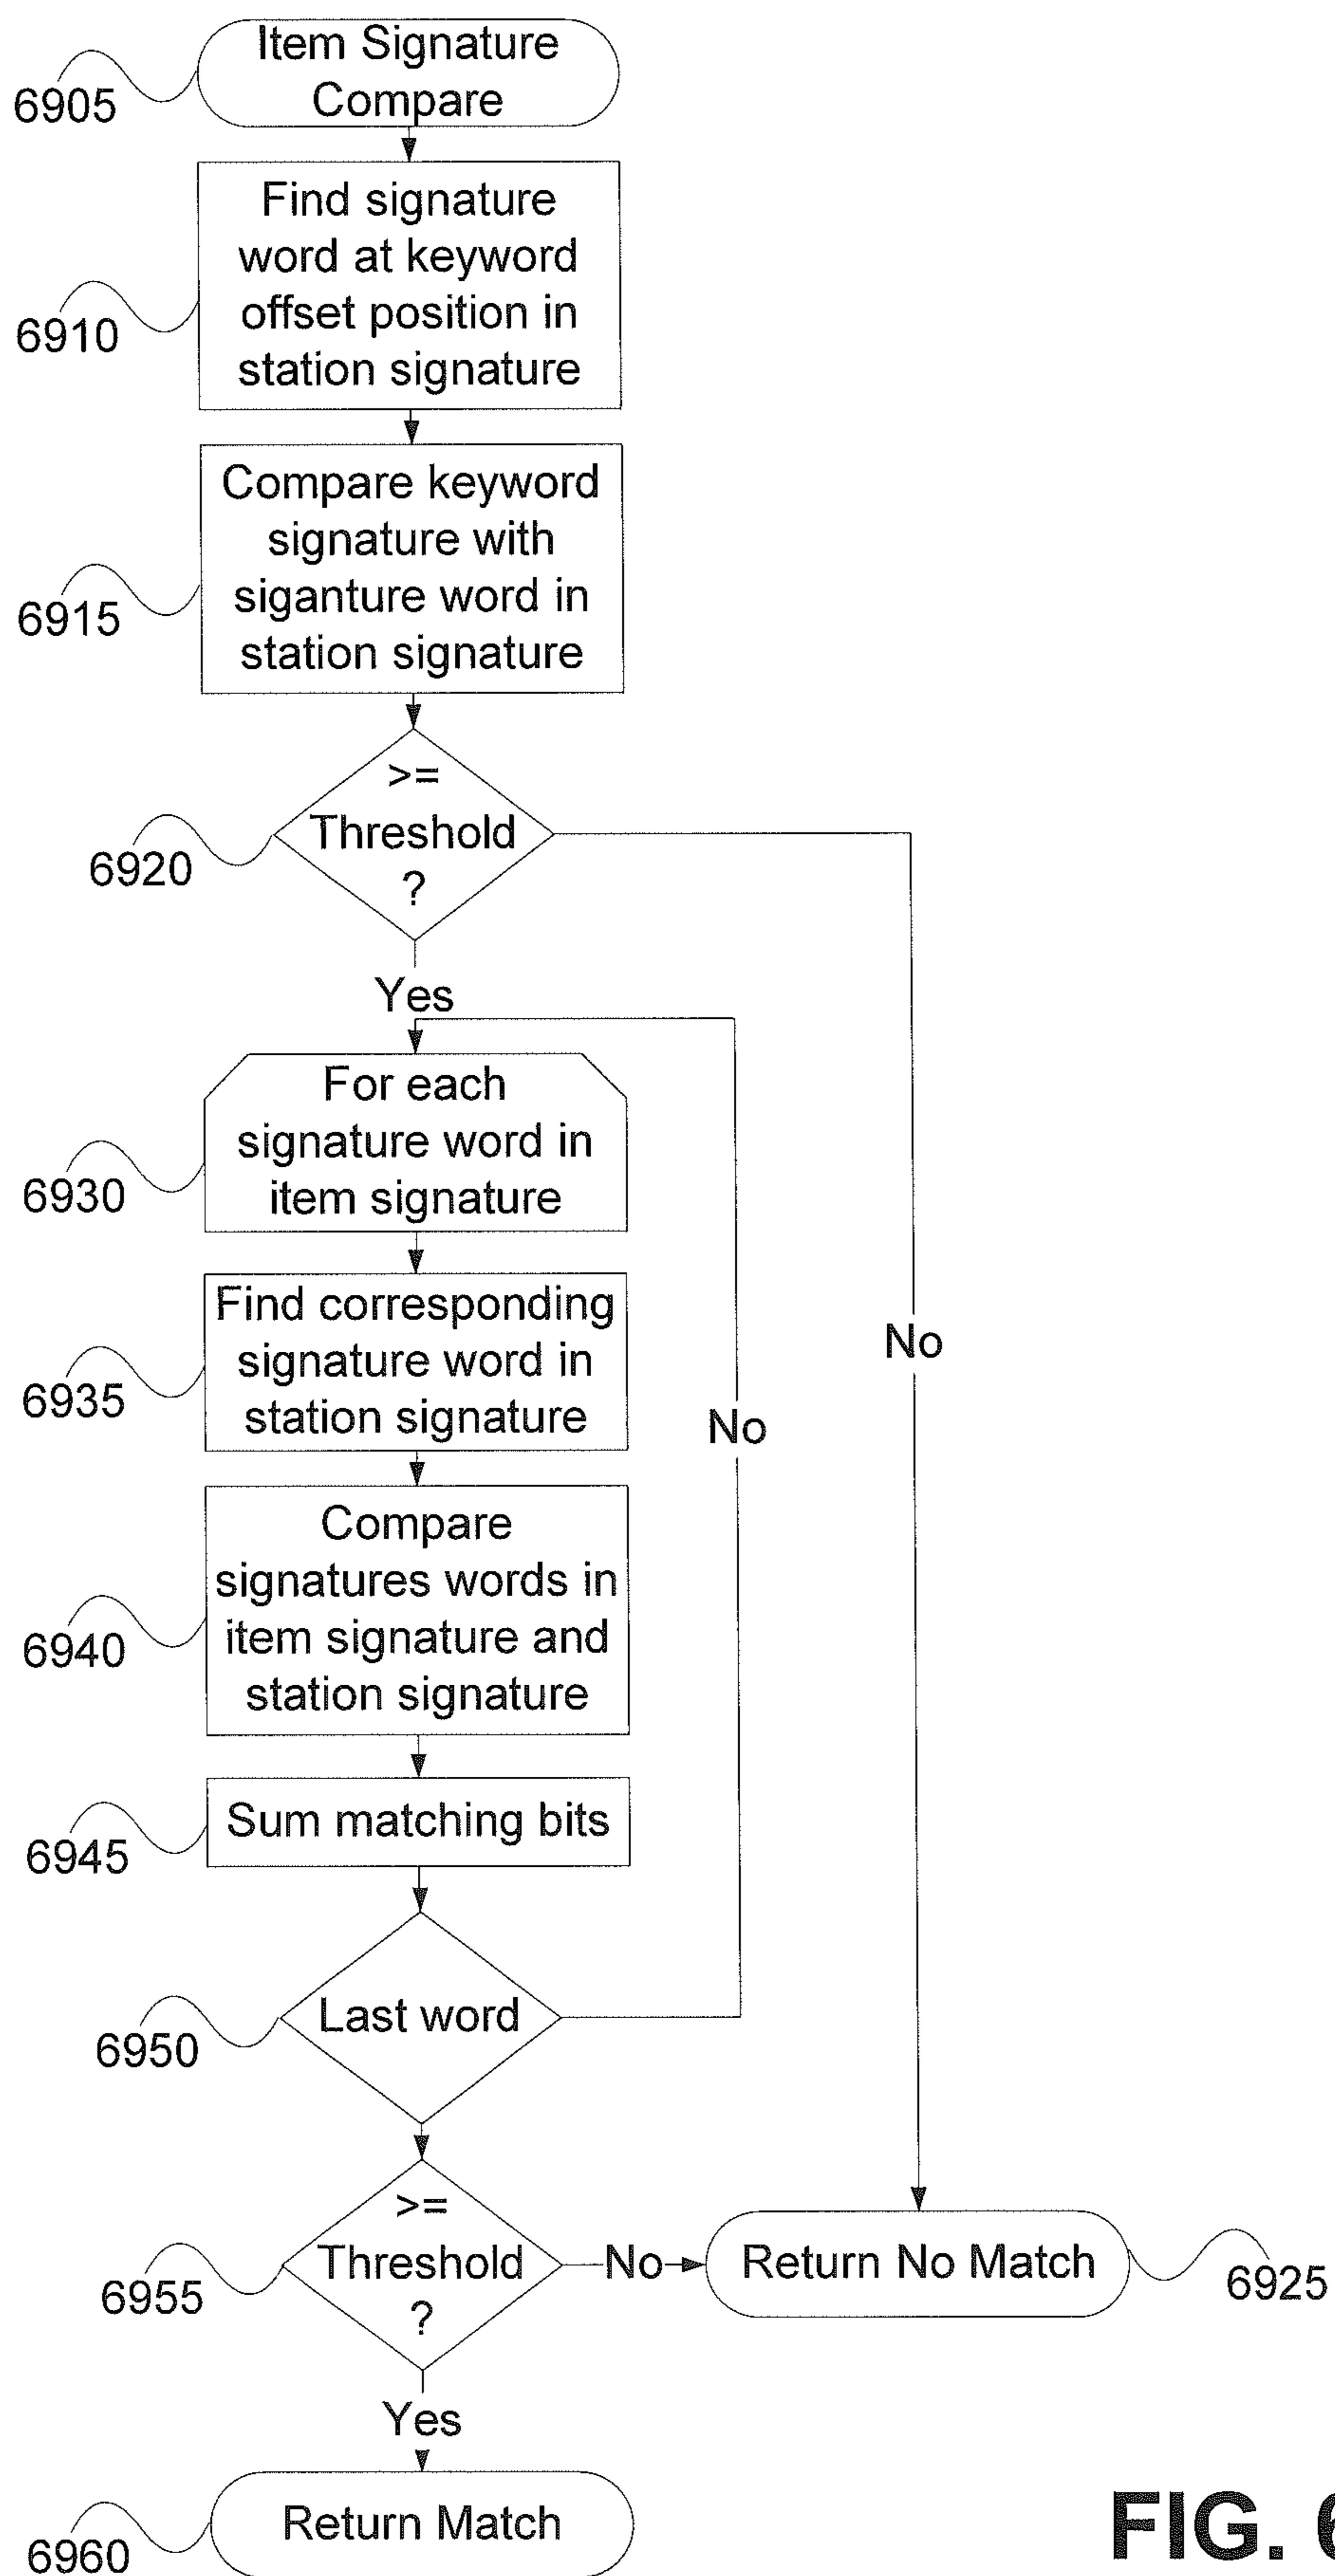 Item Signature
Compare
6905
Find signature
word at keyword
offset position in
station signature
6910
Compare keyword
signature with
siganture word in
station signature
6915
>=
Threshold
?
6920
Yes
No
For each
signature word in
item signature
6930
Find corresponding
signature word in
station signature
6935
No
Compare
signatures words in
item signature and
station signature
6940
Sum matching bits
6945
Last word
6950
>=
Threshold
?
6955
No
Return No Match
6925
Yes
Return Match
6960
FIG.